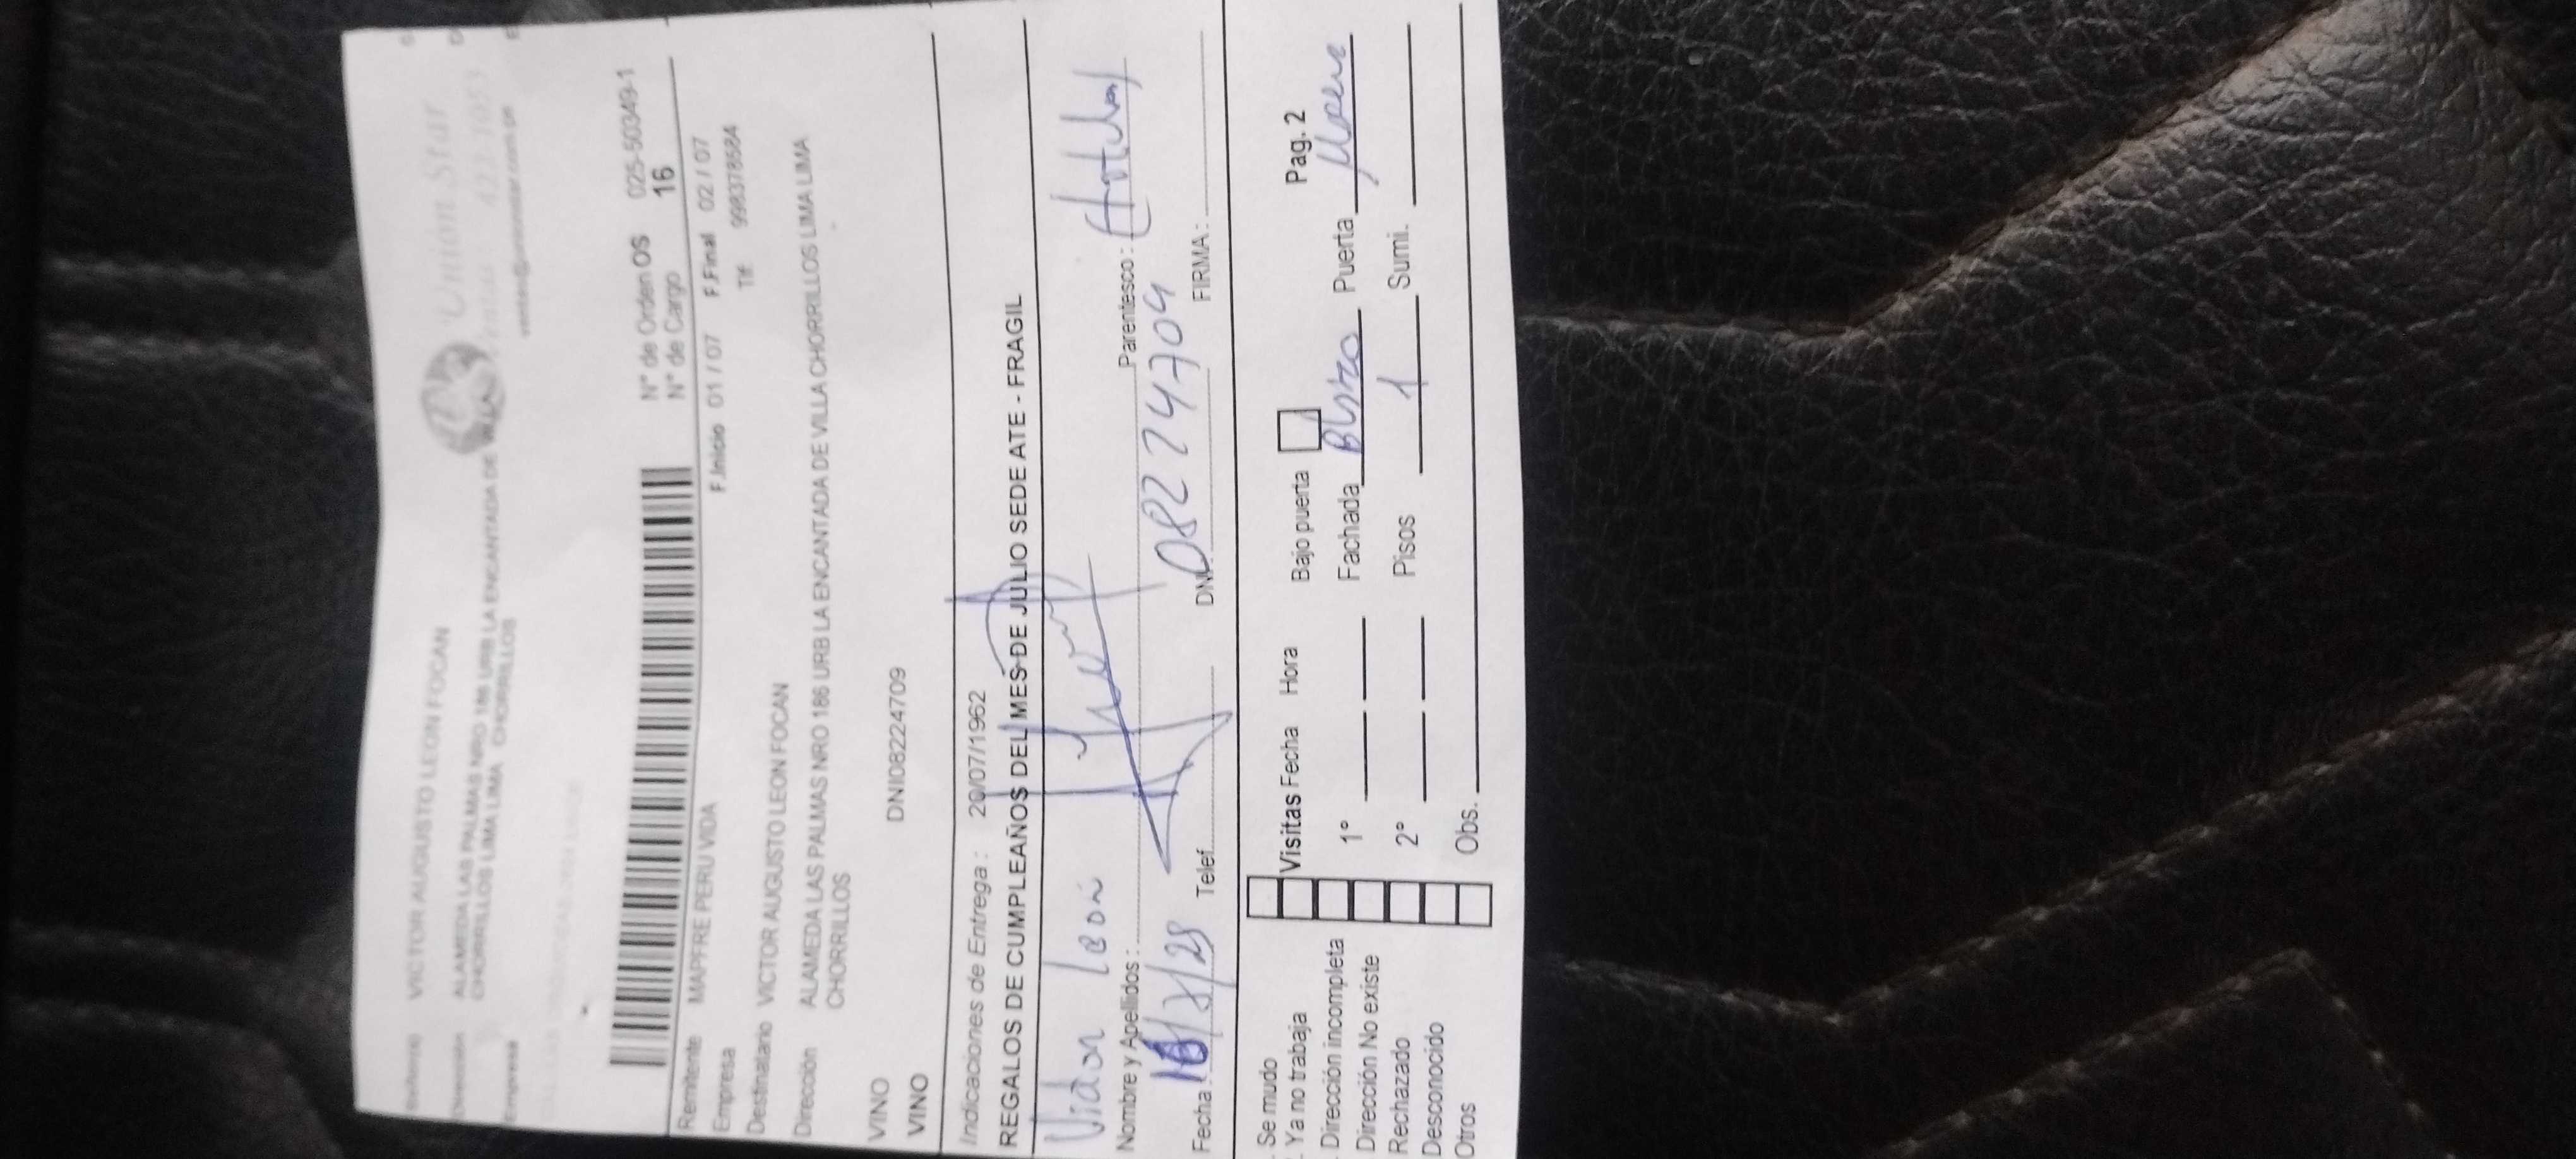 Señor(a) VICTOR AUGUSTO LEON FOCAN
Dirección ALAMEDA LAS PALMAS NRO 186 URB LA ENCANTADA DE VILLA
CHORRILLOS LIMA LIMA CHORRILLOS
Empresa
Union Star
N° de Orden OS 025-50349-1
N° de Cargo 16
Remitente MAPFRE PERU VIDA
F.Inicio 01 / 07 F.Final 02 / 07
Empresa
Tlf. 998378584
Destinatario VICTOR AUGUSTO LEON FOCAN
Dirección ALAMEDA LAS PALMAS NRO 186 URB LA ENCANTADA DE VILLA CHORRILLOS LIMA LIMA
CHORRILLOS
VINO DNI08224709
VINO
Indicaciones de Entrega : 20/07/1962
REGALOS DE CUMPLEAÑOS DEL MES DE JULIO SEDE ATE - FRAGIL
Nombre y Apellidos : Leon Parentesco :
Fecha : Telef. DNI 08224709 FIRMA :
Se mudo
Ya no trabaja
Dirección incompleta
Dirección No existe
Rechazado
Desconocido
Otros
Visitas Fecha Hora Bajo puerta Pag. 2
1° Fachada Puerta
2° Pisos 1 Sumi.
Obs.